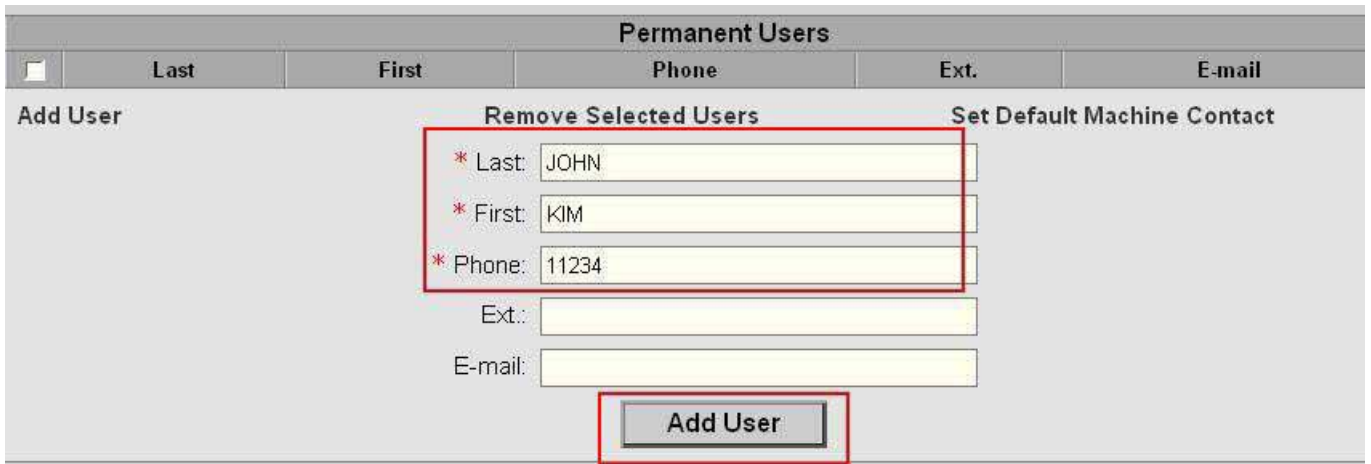 Permanent Users
Last First Phone Ext. E-mail
Add User Remove Selected Users Set Default Machine Contact
* Last: JOHN
* First: KIM
* Phone: 11234
Ext.:
E-mail:
Add User